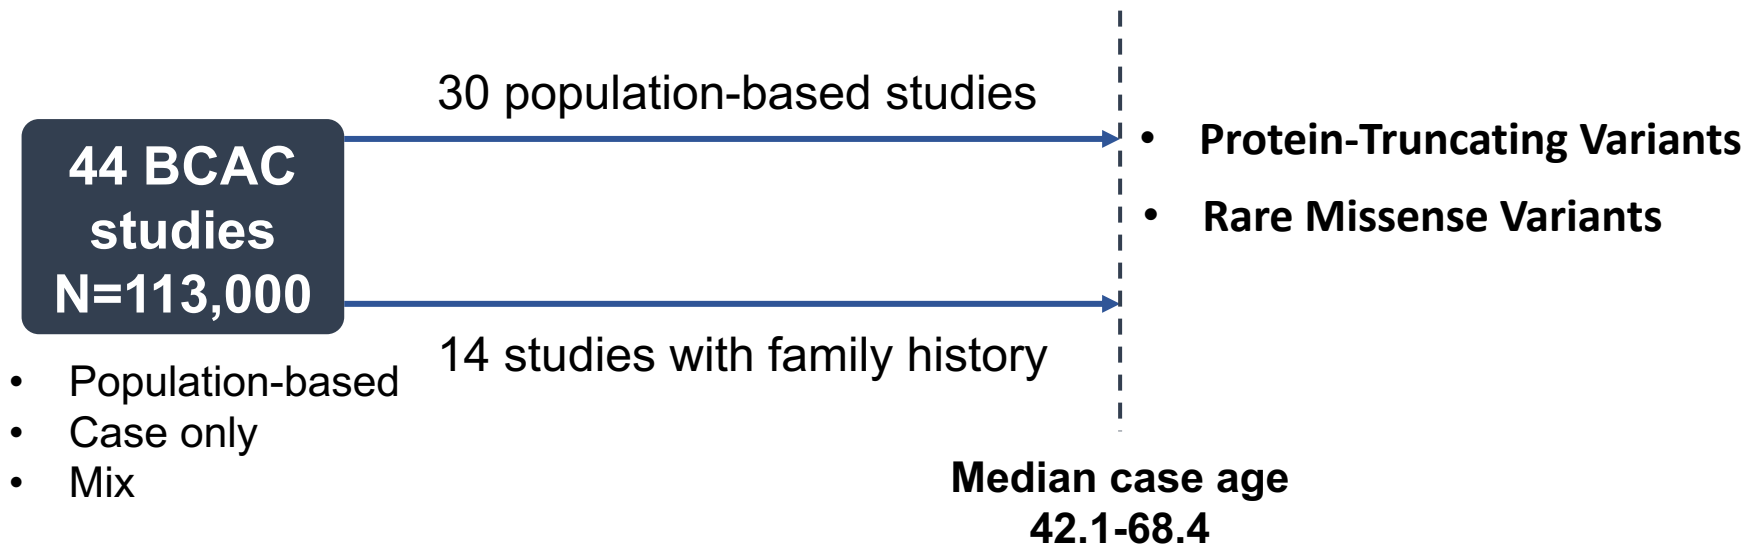 30 population-based studies
44 BCAC
studies
N=113,000
14 studies with family history
• Population-based
• Case only
• Mix
• Protein-Truncating Variants
• Rare Missense Variants
Median case age
42.1-68.4